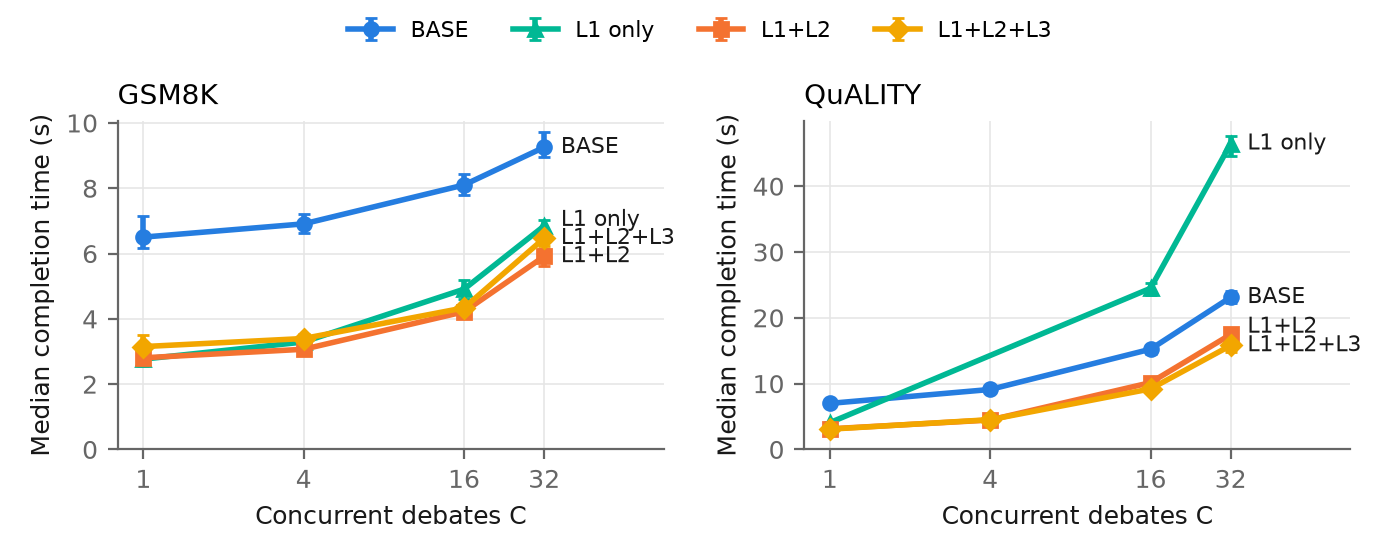 BASE L1 only L1+L2 L1+L2+L3
GSM8K
Median completion time (s)
10
8
6
4
2
0
BASE
L1 only
L1+L2+L3
L1+L2
1 4 16 32
Concurrent debates C
QuALITY
Median completion time (s)
40
30
20
10
0
L1 only
BASE
L1+L2
L1+L2+L3
1 4 16 32
Concurrent debates C